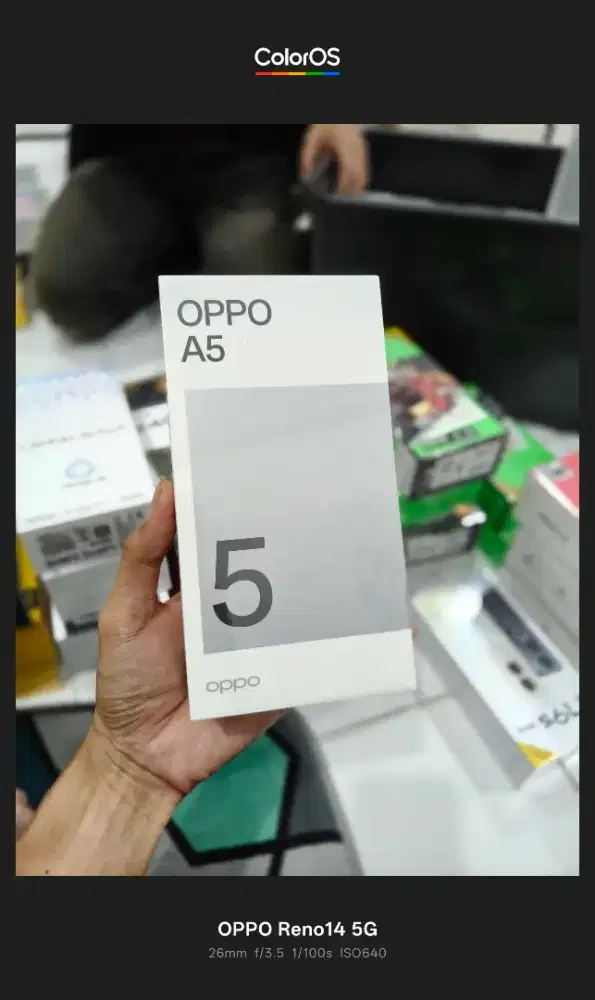 ColorOS
OPPO
A5
5
oppo
OPPO Reno14 5G
26mm f/3.5 1/100s ISO640